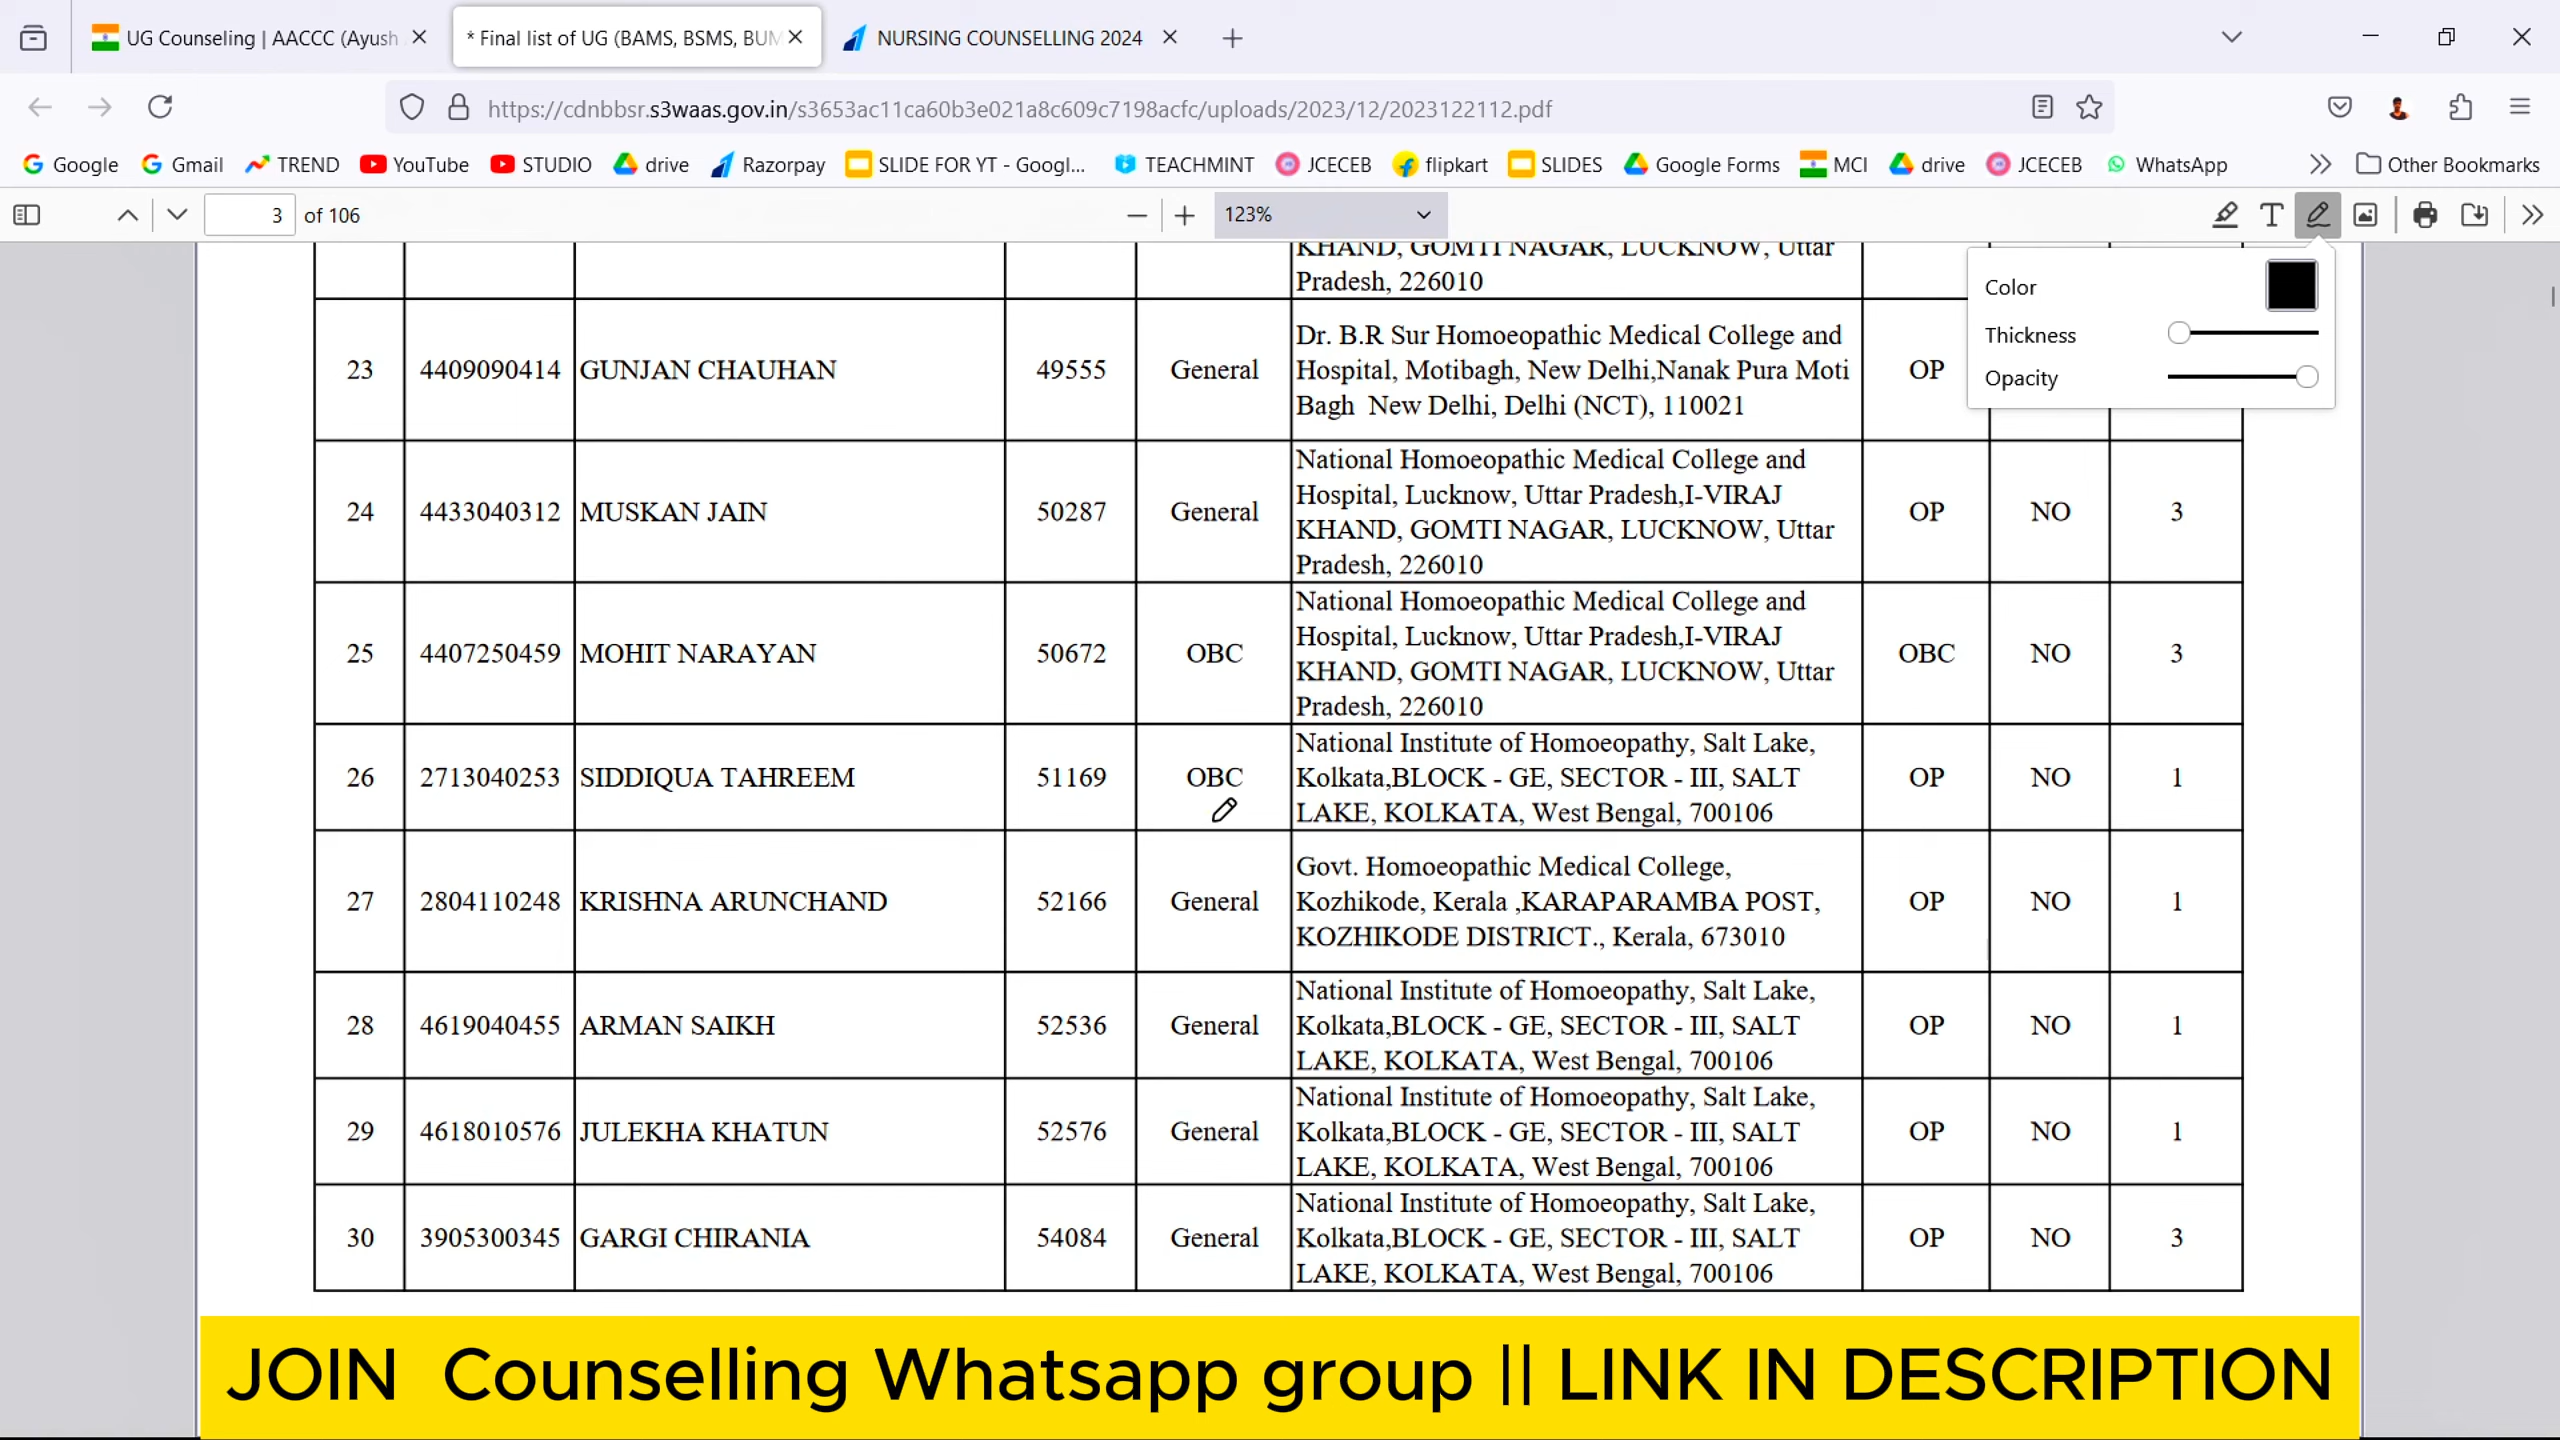 UG Counseling | AACCC (Ayush
* Final list of UG (BAMS, BSMS, BUM
NURSING COUNSELLING 2024
https://cdnbbsr.s3waas.gov.in/s3653ac11ca60b3e021a8c609c7198acfc/uploads/2023/12/2023122112.pdf
Google Gmail TREND YouTube STUDIO drive Razorpay SLIDE FOR YT - Googl... TEACHMINT JCECEB flipkart SLIDES Google Forms MCI drive JCECEB WhatsApp Other Bookmarks
3 of 106 123%
Color
Thickness
Opacity
KHAND, GOMTI NAGAR, LUCKNOW, Uttar
Pradesh, 226010
23 4409090414 GUNJAN CHAUHAN 49555 General Dr. B.R Sur Homoeopathic Medical College and
Hospital, Motibagh, New Delhi,Nanak Pura Moti
Bagh New Delhi, Delhi (NCT), 110021
OP
24 4433040312 MUSKAN JAIN 50287 General National Homoeopathic Medical College and
Hospital, Lucknow, Uttar Pradesh,I-VIRAJ
KHAND, GOMTI NAGAR, LUCKNOW, Uttar
Pradesh, 226010
OP NO 3
25 4407250459 MOHIT NARAYAN 50672 OBC National Homoeopathic Medical College and
Hospital, Lucknow, Uttar Pradesh,I-VIRAJ
KHAND, GOMTI NAGAR, LUCKNOW, Uttar
Pradesh, 226010
OBC NO 3
26 2713040253 SIDDIQUA TAHREEM 51169 OBC National Institute of Homoeopathy, Salt Lake,
Kolkata,BLOCK - GE, SECTOR - III, SALT
LAKE, KOLKATA, West Bengal, 700106
OP NO 1
27 2804110248 KRISHNA ARUNCHAND 52166 General Govt. Homoeopathic Medical College,
Kozhikode, Kerala ,KARAPARAMBA POST,
KOZHIKODE DISTRICT., Kerala, 673010
OP NO 1
28 4619040455 ARMAN SAIKH 52536 General National Institute of Homoeopathy, Salt Lake,
Kolkata,BLOCK - GE, SECTOR - III, SALT
LAKE, KOLKATA, West Bengal, 700106
OP NO 1
29 4618010576 JULEKHA KHATUN 52576 General National Institute of Homoeopathy, Salt Lake,
Kolkata,BLOCK - GE, SECTOR - III, SALT
LAKE, KOLKATA, West Bengal, 700106
OP NO 1
30 3905300345 GARGI CHIRANIA 54084 General National Institute of Homoeopathy, Salt Lake,
Kolkata,BLOCK - GE, SECTOR - III, SALT
LAKE, KOLKATA, West Bengal, 700106
OP NO 3
JOIN Counselling Whatsapp group || LINK IN DESCRIPTION